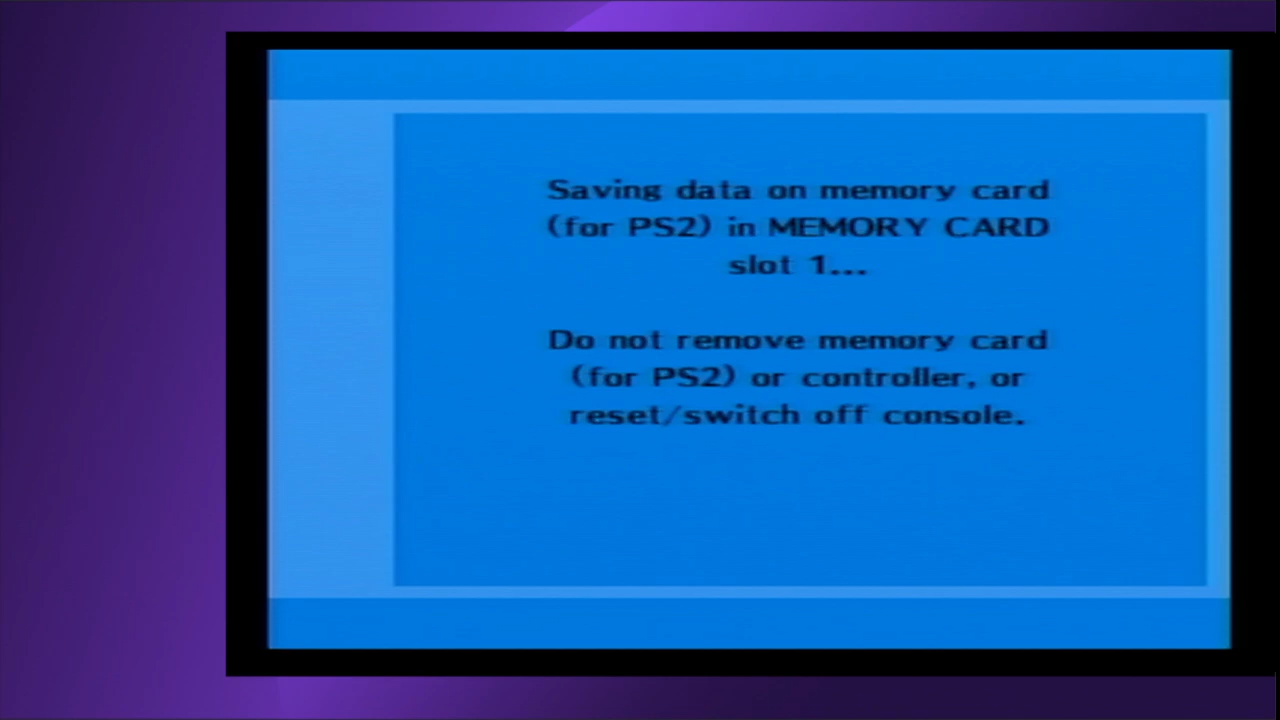 Saving data on memory card
(for PS2) in MEMORY CARD
slot 1...
Do not remove memory card
(for PS2) or controller, or
reset/switch off console.